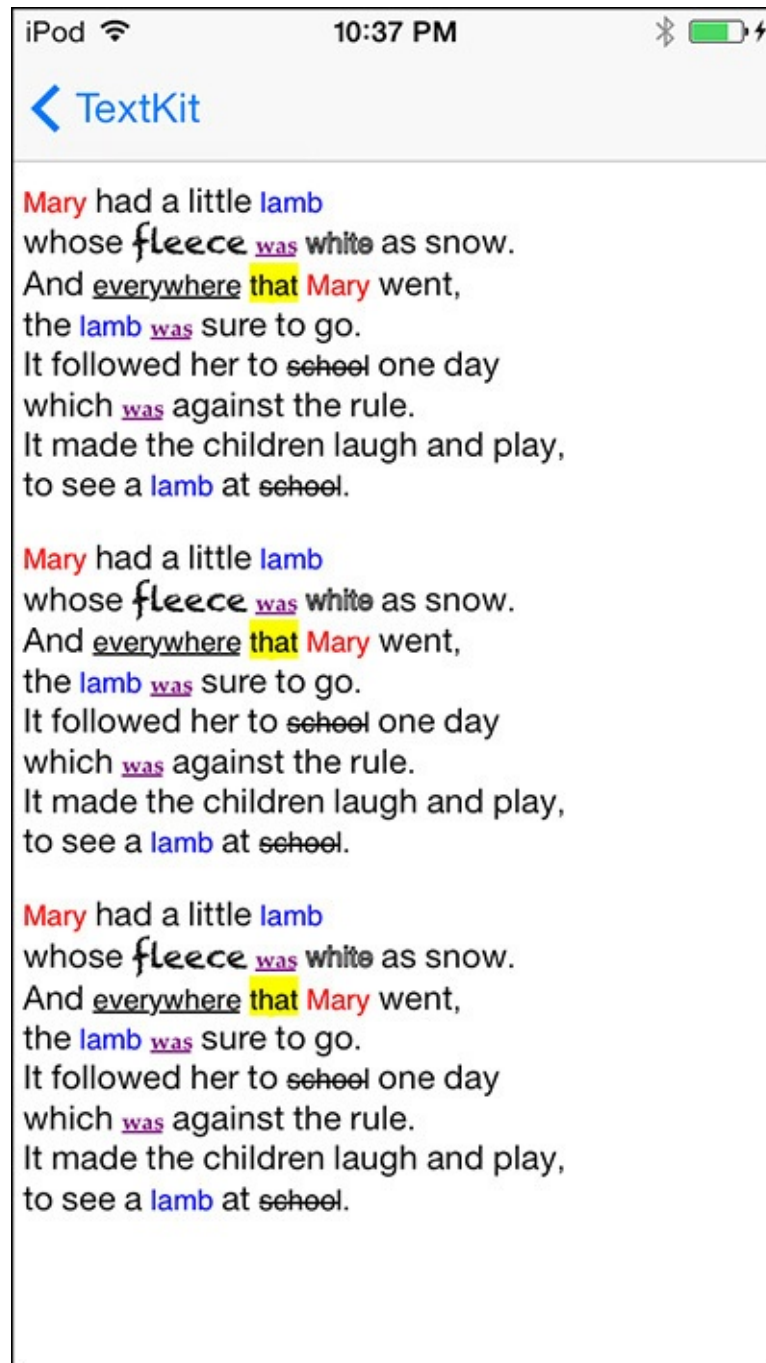 iPod 10:37 PM
TextKit
Mary had a little lamb
whose fleece was white as snow.
And everywhere that Mary went,
the lamb was sure to go.
It followed her to school one day
which was against the rule.
It made the children laugh and play,
to see a lamb at school.
Mary had a little lamb
whose fleece was white as snow.
And everywhere that Mary went,
the lamb was sure to go.
It followed her to school one day
which was against the rule.
It made the children laugh and play,
to see a lamb at school.
Mary had a little lamb
whose fleece was white as snow.
And everywhere that Mary went,
the lamb was sure to go.
It followed her to school one day
which was against the rule.
It made the children laugh and play,
to see a lamb at school.